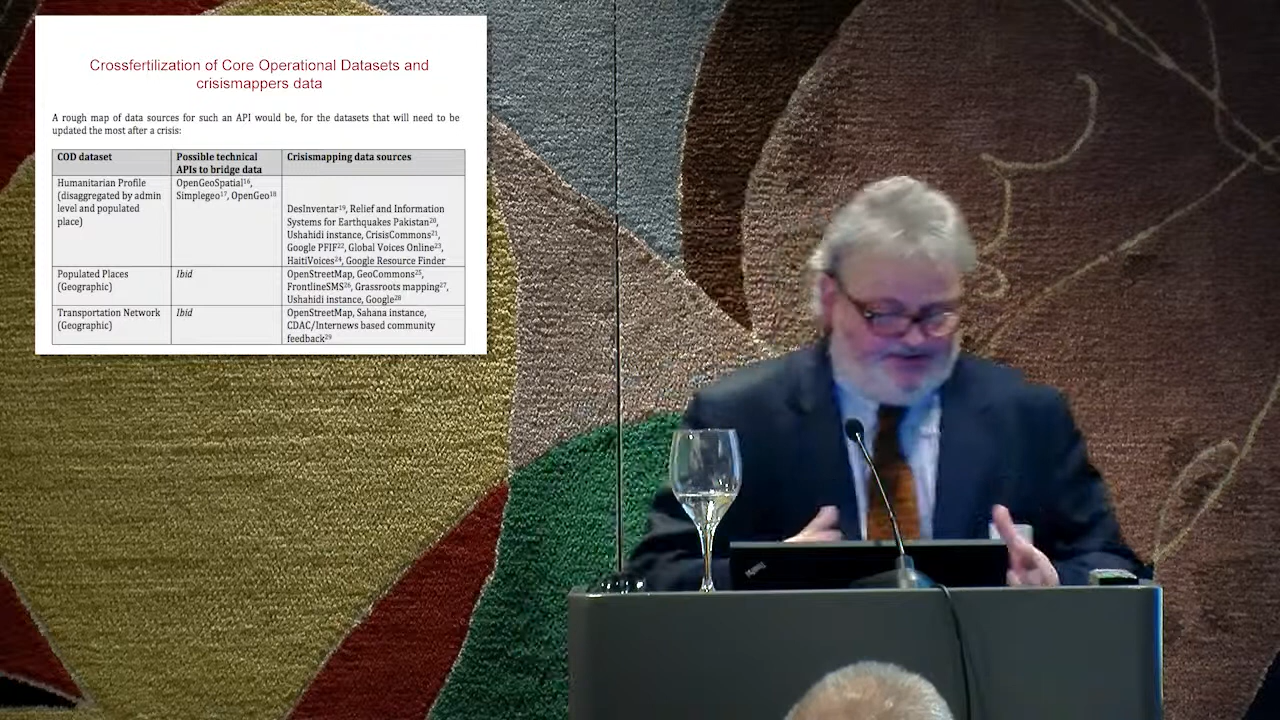 Crossfertilization of Core Operational Datasets and
crisismappers data
A rough map of data sources for such an API would be, for the datasets that will need to be
updated the most after a crisis:
COD dataset
Possible technical
APIs to bridge data
Crisismapping data sources
Humanitarian Profile
(disaggregated by admin
level and populated
place)
OpenGeoSpatial¹⁶,
Simplegeo¹⁷, OpenGeo¹⁸
DesInventar¹⁹, Relief and Information
Systems for Earthquakes Pakistan²⁰,
Ushahidi instance, CrisisCommons²¹,
Google PFIF²², Global Voices Online²³,
HaitiVoices²⁴, Google Resource Finder
Populated Places
(Geographic)
Ibid
OpenStreetMap, GeoCommons²⁵,
FrontlineSMS²⁶, Grassroots mapping²⁷,
Ushahidi instance, Google²⁸
Transportation Network
(Geographic)
Ibid
OpenStreetMap, Sahana instance,
CDAC/Internews based community
feedback²⁹